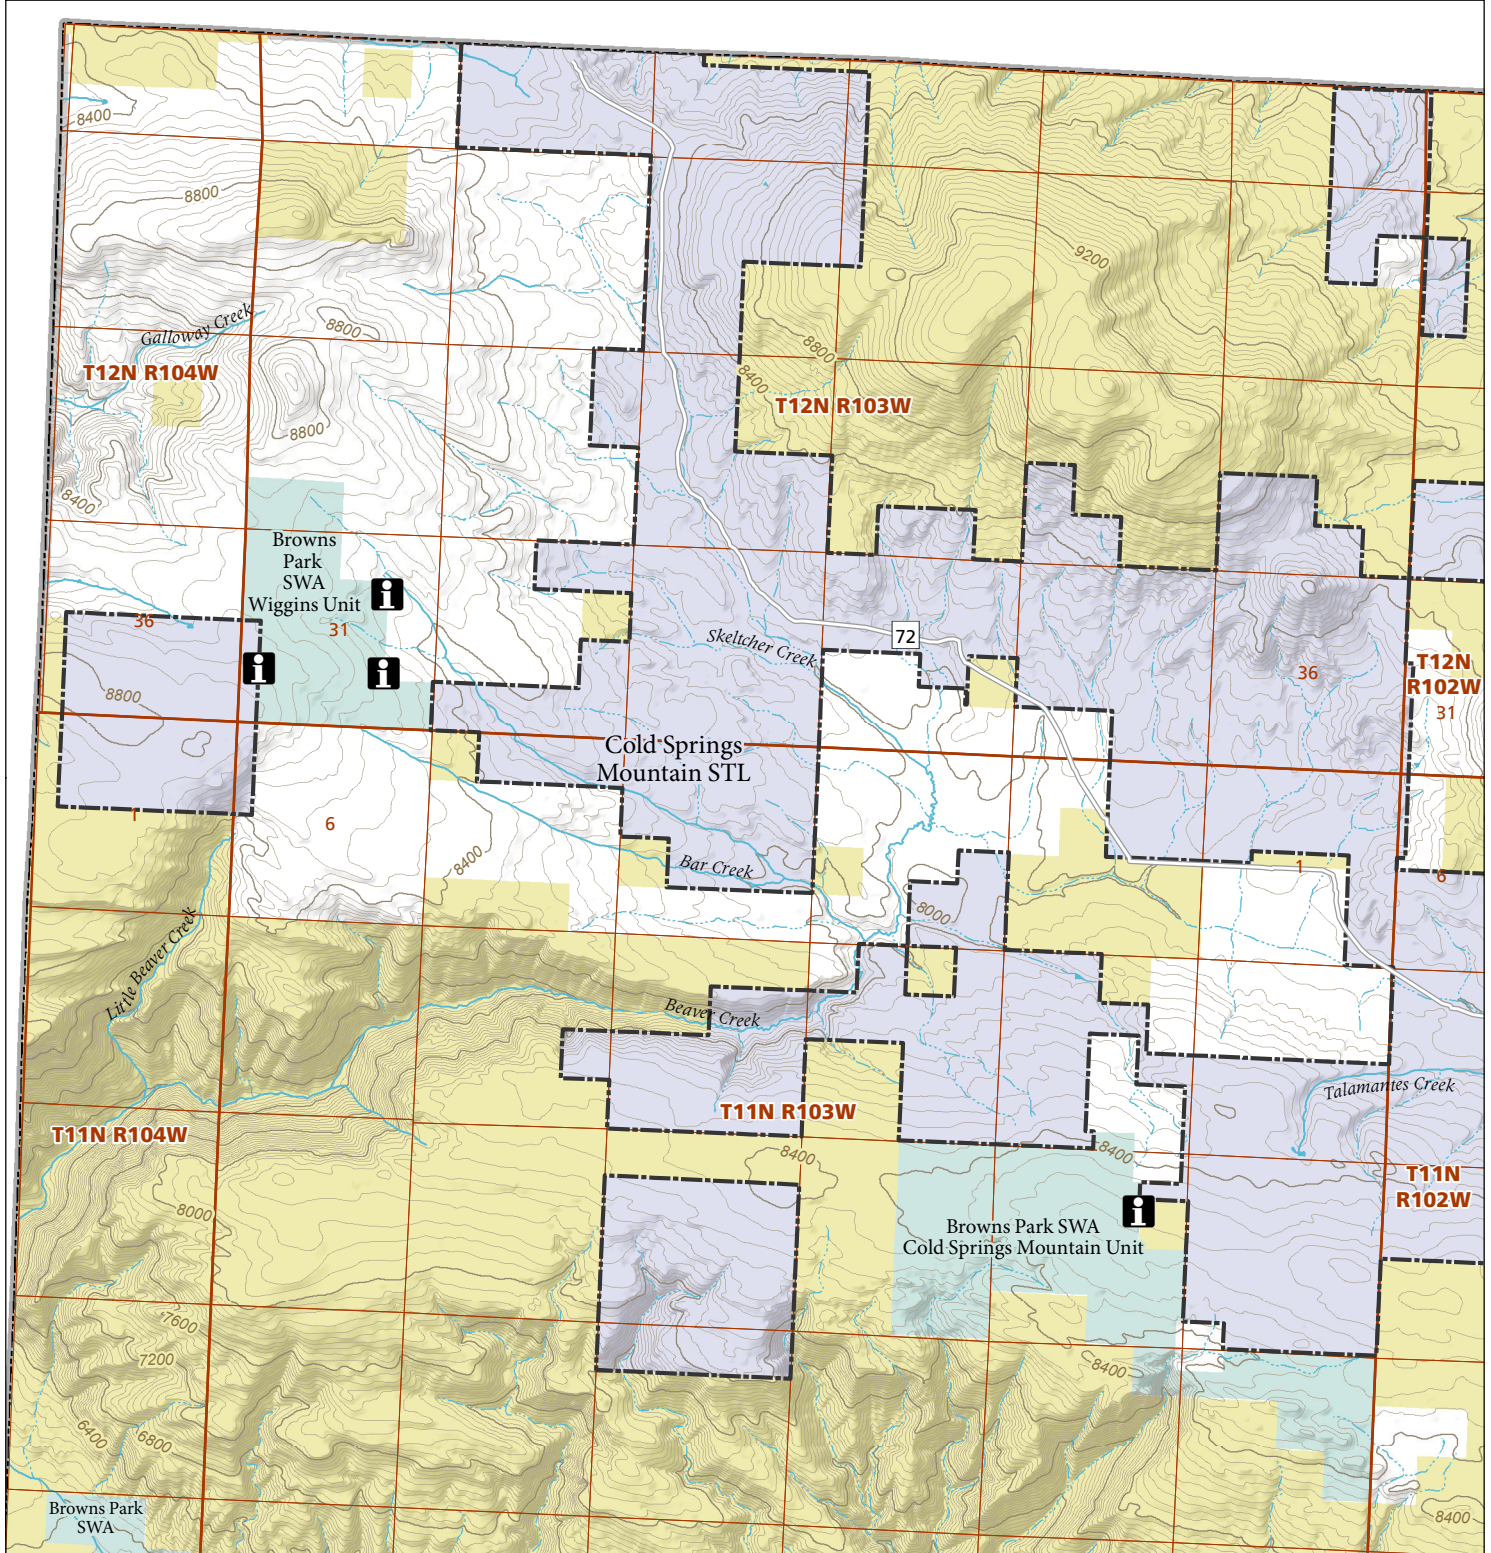 8400
8800
9200
Galloway Creek
8800
8800
8400
T12N R104W
T12N R103W
8800
8400
Browns
Park
SWA
Wiggins Unit
31
36
i
i
i
Skeltcher Creek
72
36
T12N
R102W
31
8800
Cold Springs
Mountain STL
1
6
8400
Bar Creek
1
6
8000
Little Beaver Creek
Beaver Creek
Talamantes Creek
T11N R104W
T11N R103W
8400
8400
T11N
R102W
8000
i
Browns Park SWA
Cold Springs Mountain Unit
7600
7200
8400
6400
6800
Browns Park
SWA
8400